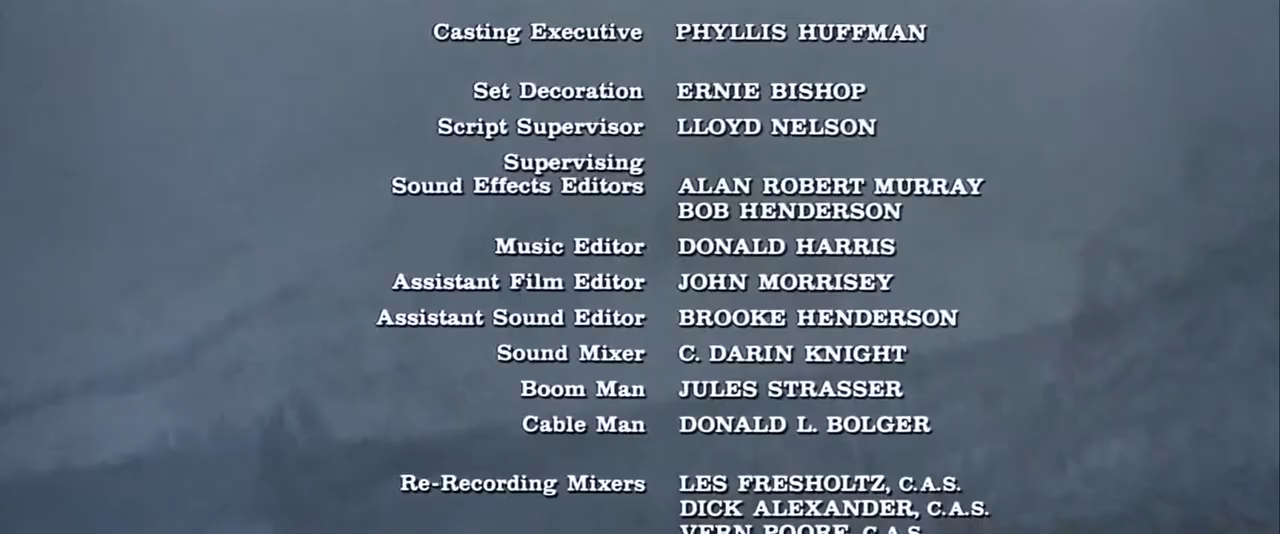 Casting Executive PHYLLIS HUFFMAN
Set Decoration ERNIE BISHOP
Script Supervisor LLOYD NELSON
Supervising
Sound Effects Editors ALAN ROBERT MURRAY
BOB HENDERSON
Music Editor DONALD HARRIS
Assistant Film Editor JOHN MORRISEY
Assistant Sound Editor BROOKE HENDERSON
Sound Mixer C. DARIN KNIGHT
Boom Man JULES STRASSER
Cable Man DONALD L. BOLGER
Re-Recording Mixers LES FRESHOLTZ, C.A.S.
DICK ALEXANDER, C.A.S.
VERN POORE, C.A.S.